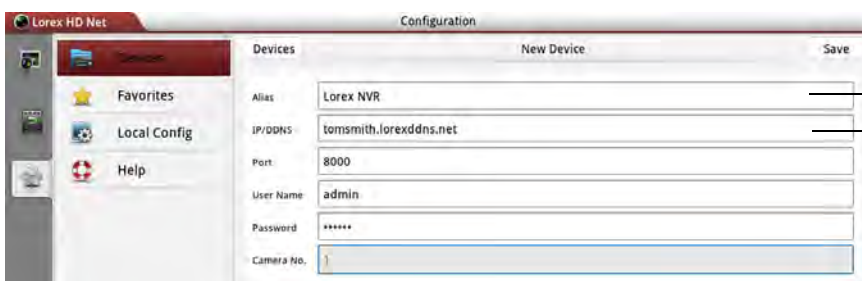 Lorex HD Net
Configuration
Devices
Favorites
Local Config
Help
Devices
New Device
Save
Alias
Lorex NVR
IP/DDNS
tomsmith.lorexddns.net
Port
8000
User Name
admin
Password
••••••
Camera No.
1